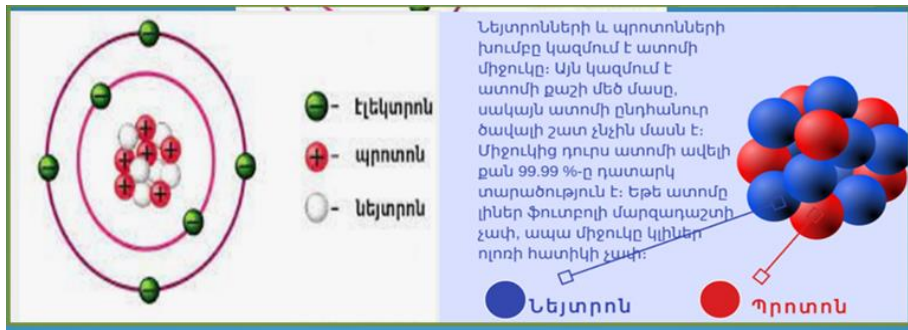 էլեկտրոն
պրոտոն
նեյտրոն
Նեյտրոնների և պրոտոնների
խումբը կազմում է ատոմի
միջուկը։ Այն կազմում է
ատոմի քաշի մեծ մասը,
սակայն ատոմի ընդհանուր
ծավալի շատ չնչին մասն է։
Միջուկից դուրս ատոմի ավելի
քան 99.99 %-ը դատարկ
տարածություն է։ Եթե ատոմը
լիներ ֆուտբոլի մարզադաշտի
չափ, ապա միջուկը կլիներ
ոլոռի հատիկի չափ։
Նեյտրոն
Պրոտոն